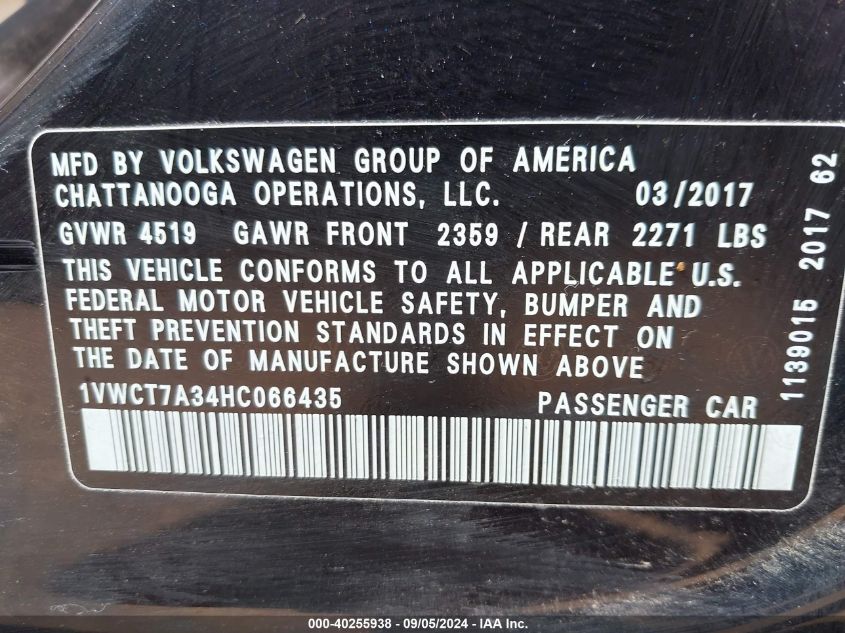 MFD BY VOLKSWAGEN GROUP OF AMERICA
CHATTANOOGA OPERATIONS, LLC. 03/2017
GVWR 4519 GAWR FRONT 2359 / REAR 2271 LBS
THIS VEHICLE CONFORMS TO ALL APPLICABLE U.S.
FEDERAL MOTOR VEHICLE SAFETY, BUMPER AND
THEFT PREVENTION STANDARDS IN EFFECT ON
THE DATE OF MANUFACTURE SHOWN ABOVE
1VWCT7A34HC066435 PASSENGER CAR
1139015 2017 62
000-40255938 - 09/05/2024 - IAA Inc.